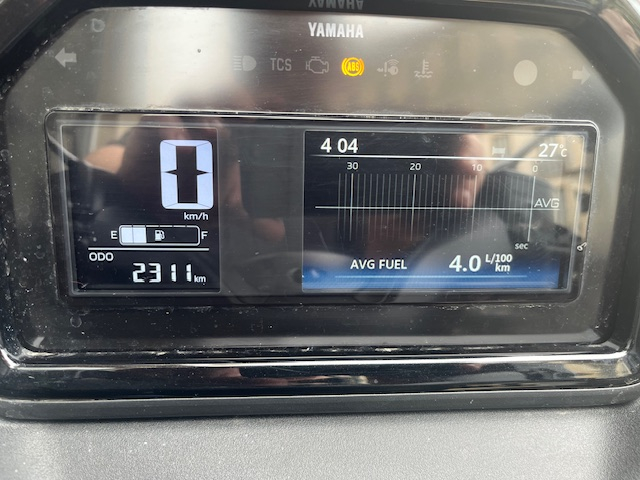 YAMAHA
YAMAHA
TCS
ABS
0
km/h
E F
ODO
2311 km
4 04
27°c
30 20 10 0
AVG
sec
AVG FUEL 4.0 L/100 km